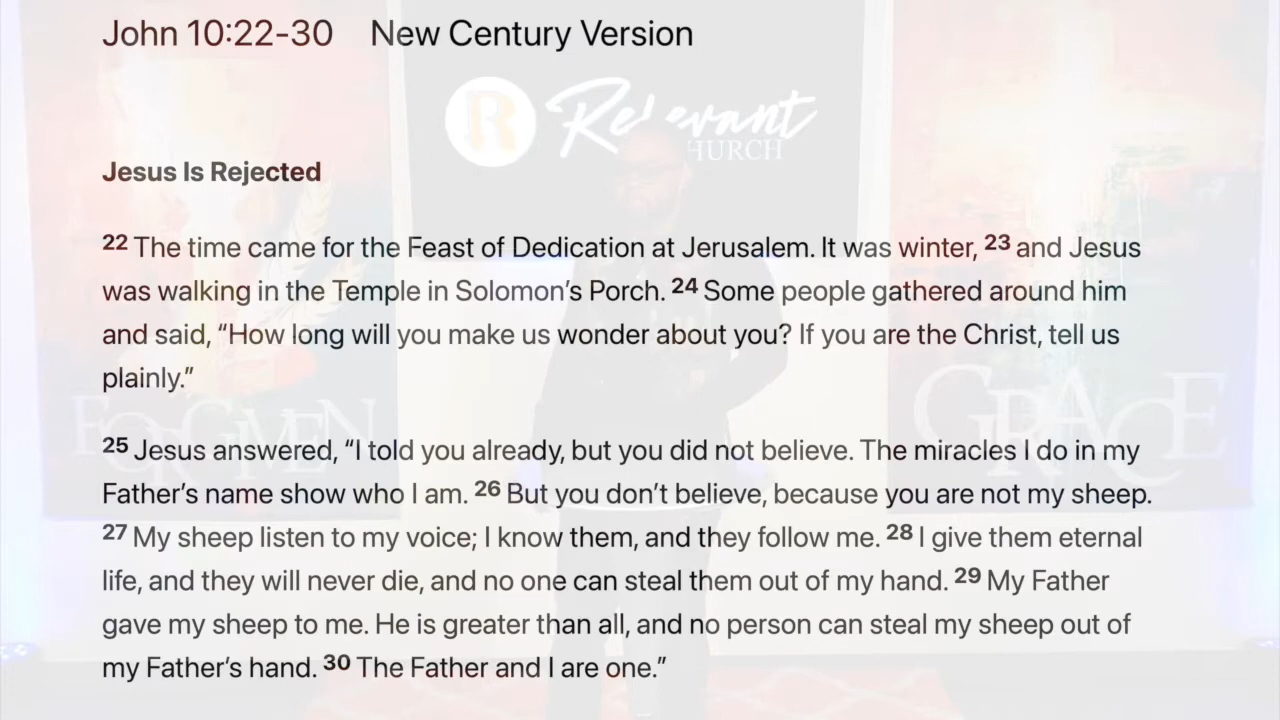 John 10:22-30 New Century Version
R Relevant
CHURCH
Jesus Is Rejected
22 The time came for the Feast of Dedication at Jerusalem. It was winter, 23 and Jesus
was walking in the Temple in Solomon’s Porch. 24 Some people gathered around him
and said, “How long will you make us wonder about you? If you are the Christ, tell us
plainly.”
FORGIVEN
GRACE
25 Jesus answered, “I told you already, but you did not believe. The miracles I do in my
Father’s name show who I am. 26 But you don’t believe, because you are not my sheep.
27 My sheep listen to my voice; I know them, and they follow me. 28 I give them eternal
life, and they will never die, and no one can steal them out of my hand. 29 My Father
gave my sheep to me. He is greater than all, and no person can steal my sheep out of
my Father’s hand. 30 The Father and I are one.”